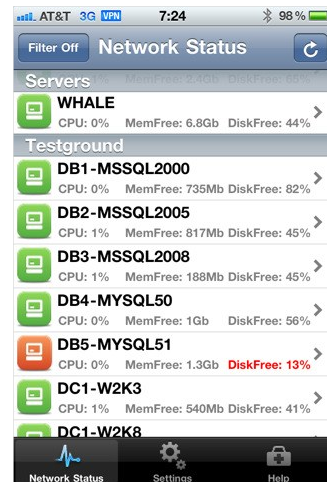 AT&T 3G VPN 7:24 98%
Filter Off Network Status
Servers
WHALE
CPU: 0% MemFree: 6.8Gb DiskFree: 44%
Testground
DB1-MSSQL2000
CPU: 0% MemFree: 735Mb DiskFree: 82%
DB2-MSSQL2005
CPU: 1% MemFree: 817Mb DiskFree: 45%
DB3-MSSQL2008
CPU: 1% MemFree: 188Mb DiskFree: 45%
DB4-MYSQL50
CPU: 0% MemFree: 1Gb DiskFree: 56%
DB5-MYSQL51
CPU: 0% MemFree: 1.3Gb DiskFree: 13%
DC1-W2K3
CPU: 1% MemFree: 540Mb DiskFree: 41%
DC1-W2K8
Network Status Settings Help